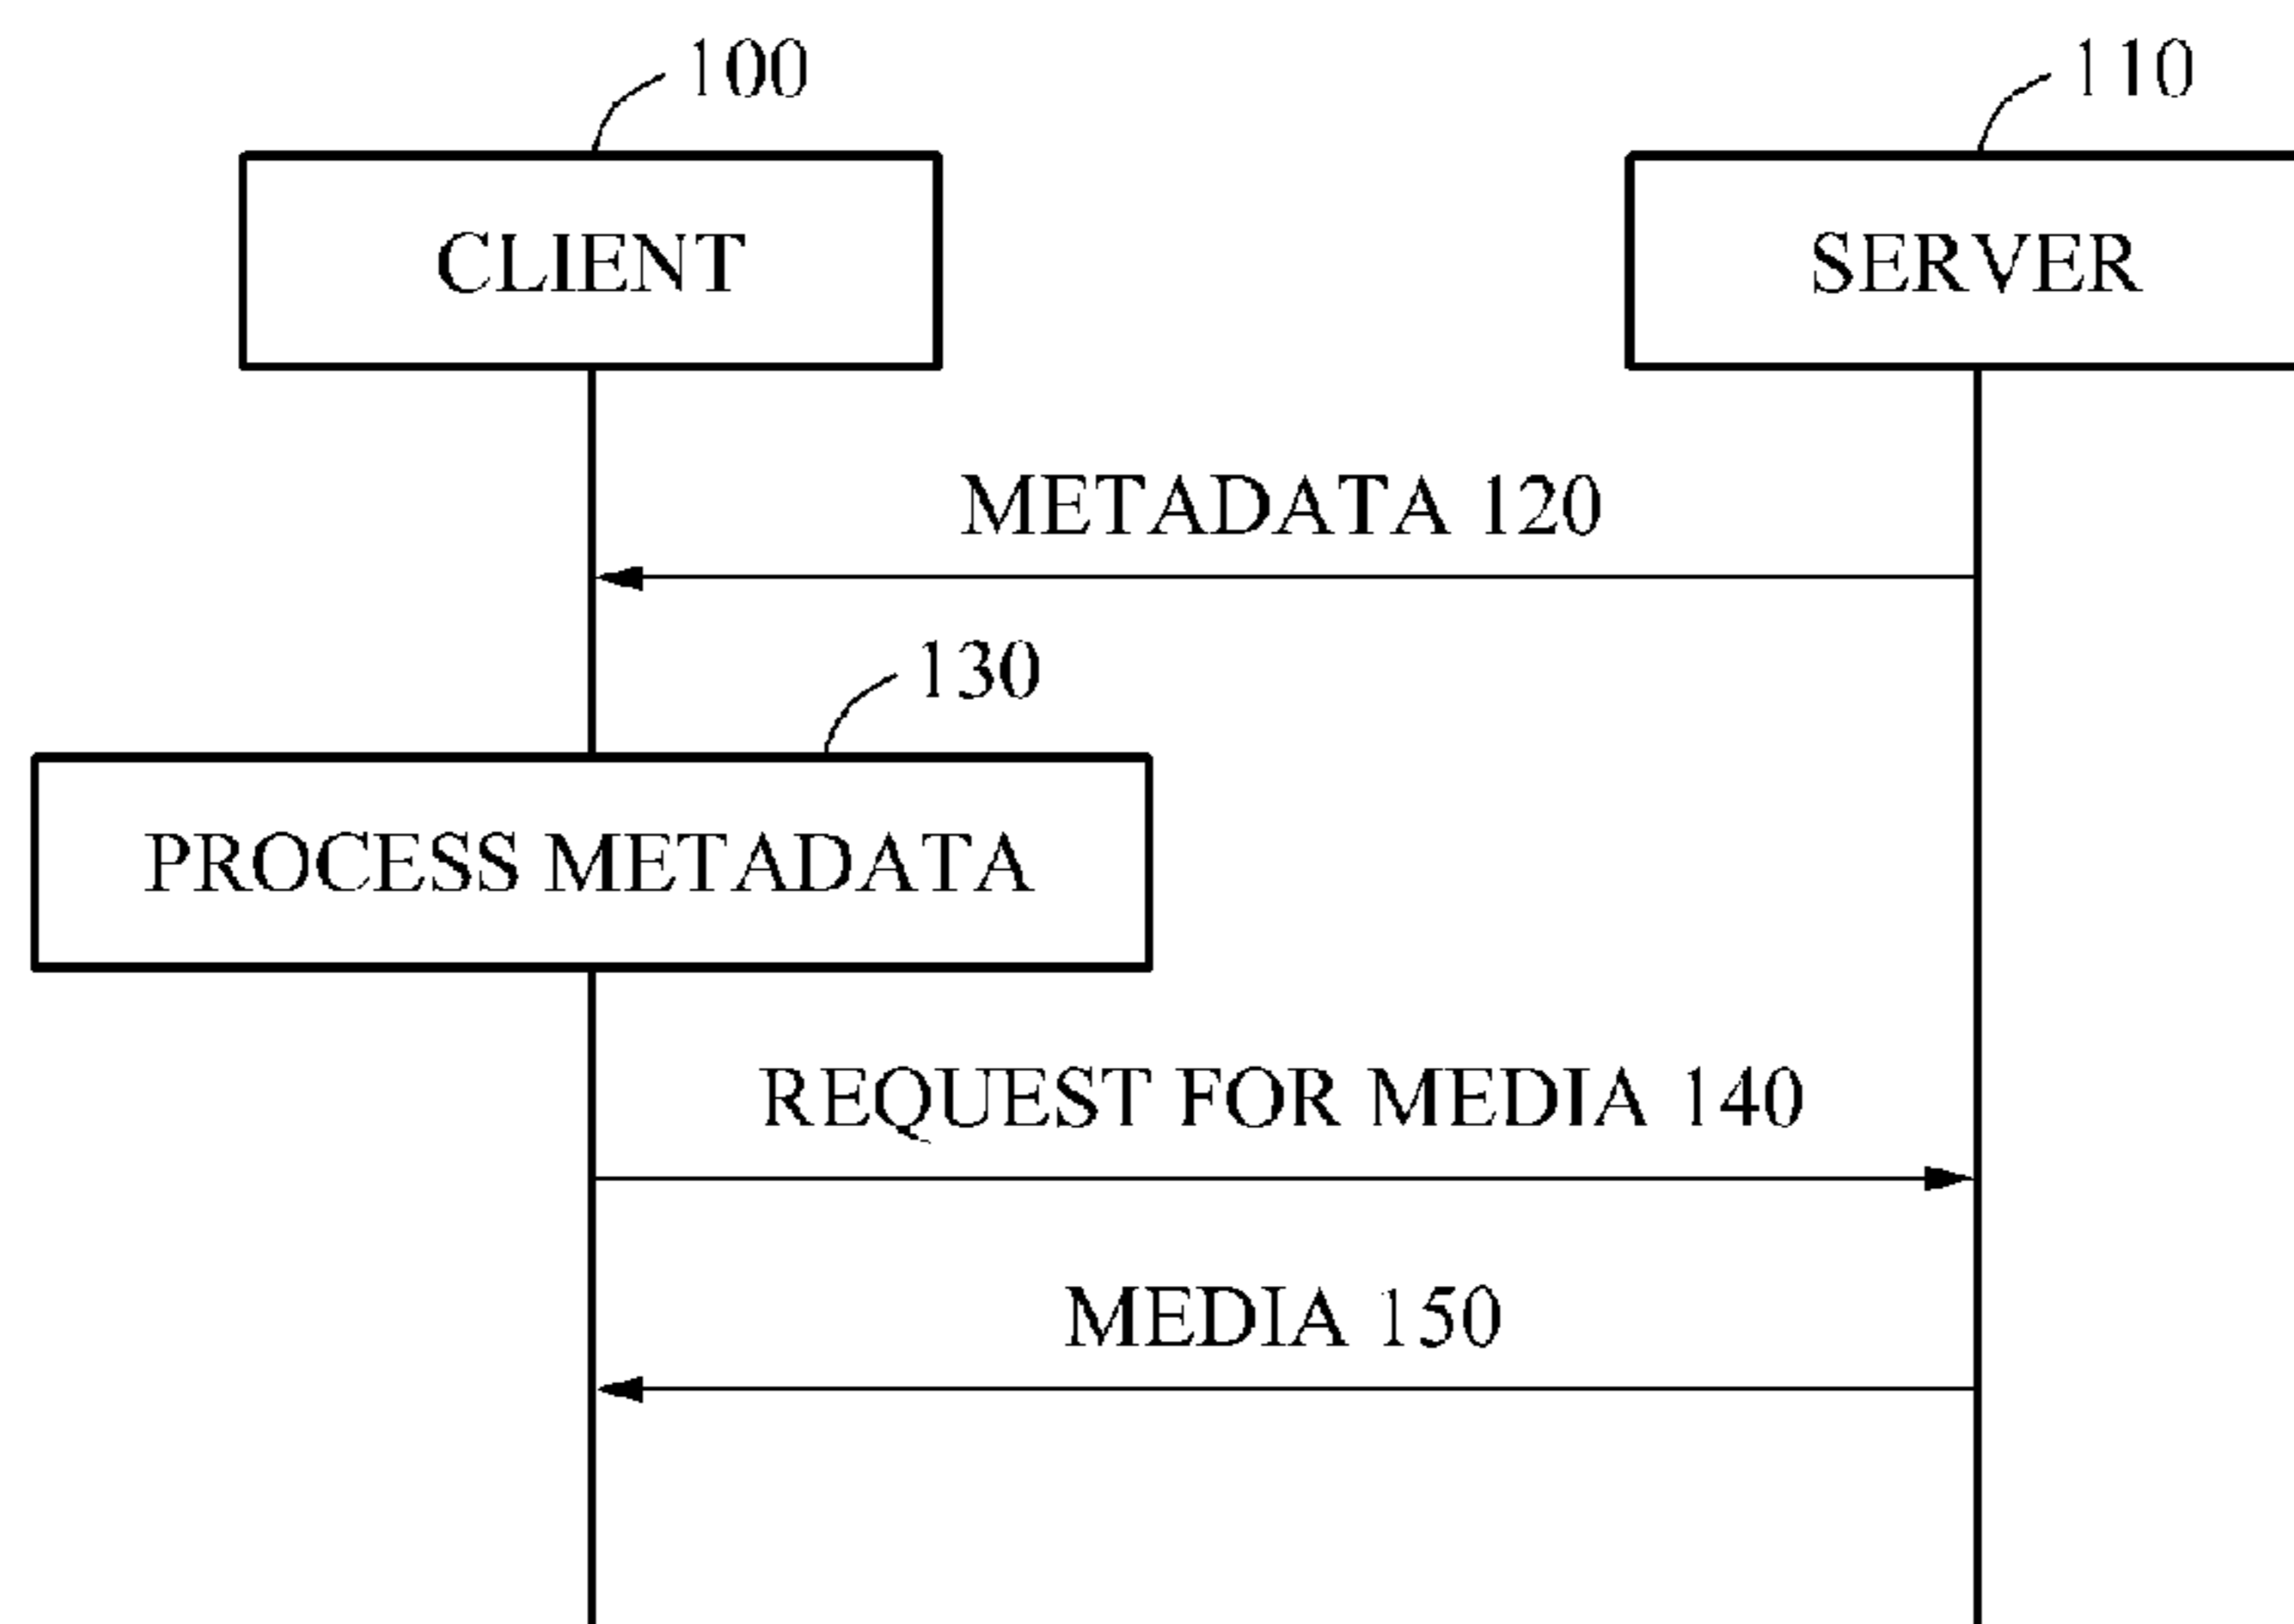 100
110
CLIENT
SERVER
METADATA 120
130
PROCESS METADATA
REQUEST FOR MEDIA 140
MEDIA 150